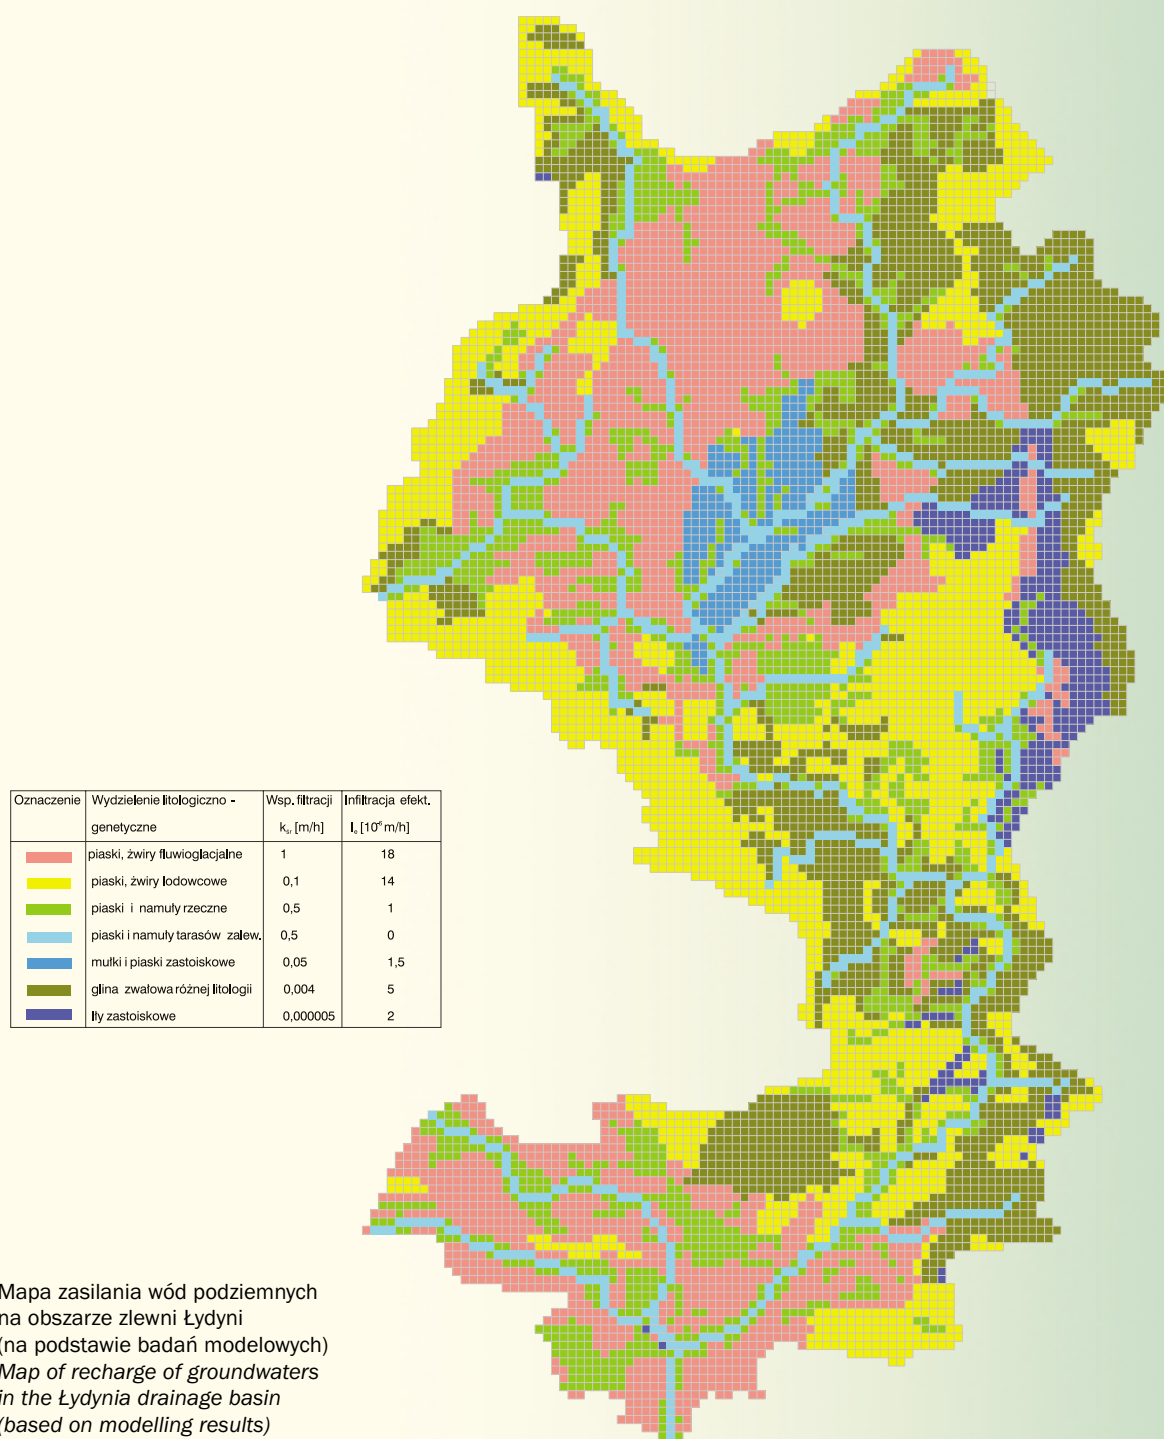 Oznaczenie Wydzielenie litologiczno - Wsp. filtracji Infiltracja efekt.
genetyczne kₛᵣ [m/h] Iₑ [10⁻⁶ m/h]
piaski, żwiry fluwioglacjalne 1 18
piaski, żwiry lodowcowe 0,1 14
piaski i namuły rzeczne 0,5 1
piaski i namuły tarasów zalew. 0,5 0
mułki i piaski zastoiskowe 0,05 1,5
glina zwałowa różnej litologii 0,004 5
Iły zastoiskowe 0,000005 2
Mapa zasilania wód podziemnych
na obszarze zlewni Łydyni
(na podstawie badań modelowych)
Map of recharge of groundwaters
in the Łydynia drainage basin
(based on modelling results)